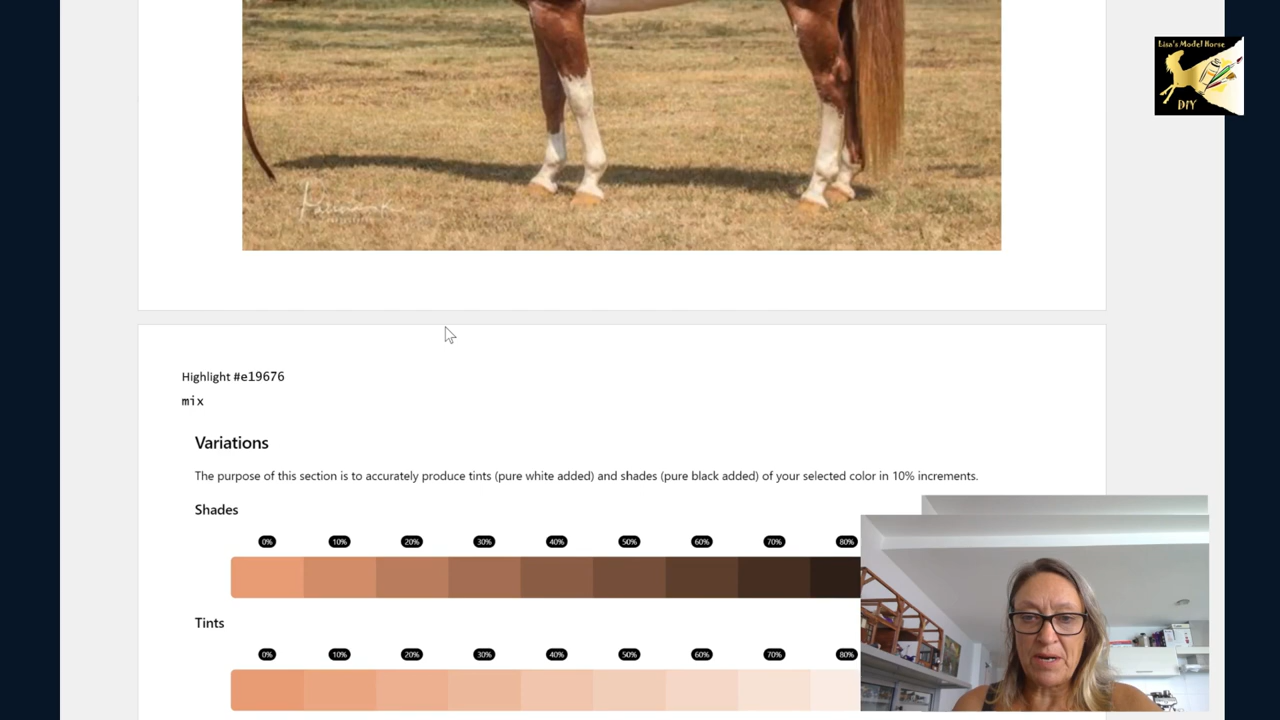 Lisa's Model Horse
DIY
Highlight #e19676
mix
Variations
The purpose of this section is to accurately produce tints (pure white added) and shades (pure black added) of your selected color in 10% increments.
Shades
0% 10% 20% 30% 40% 50% 60% 70% 80%
Tints
0% 10% 20% 30% 40% 50% 60% 70% 80%